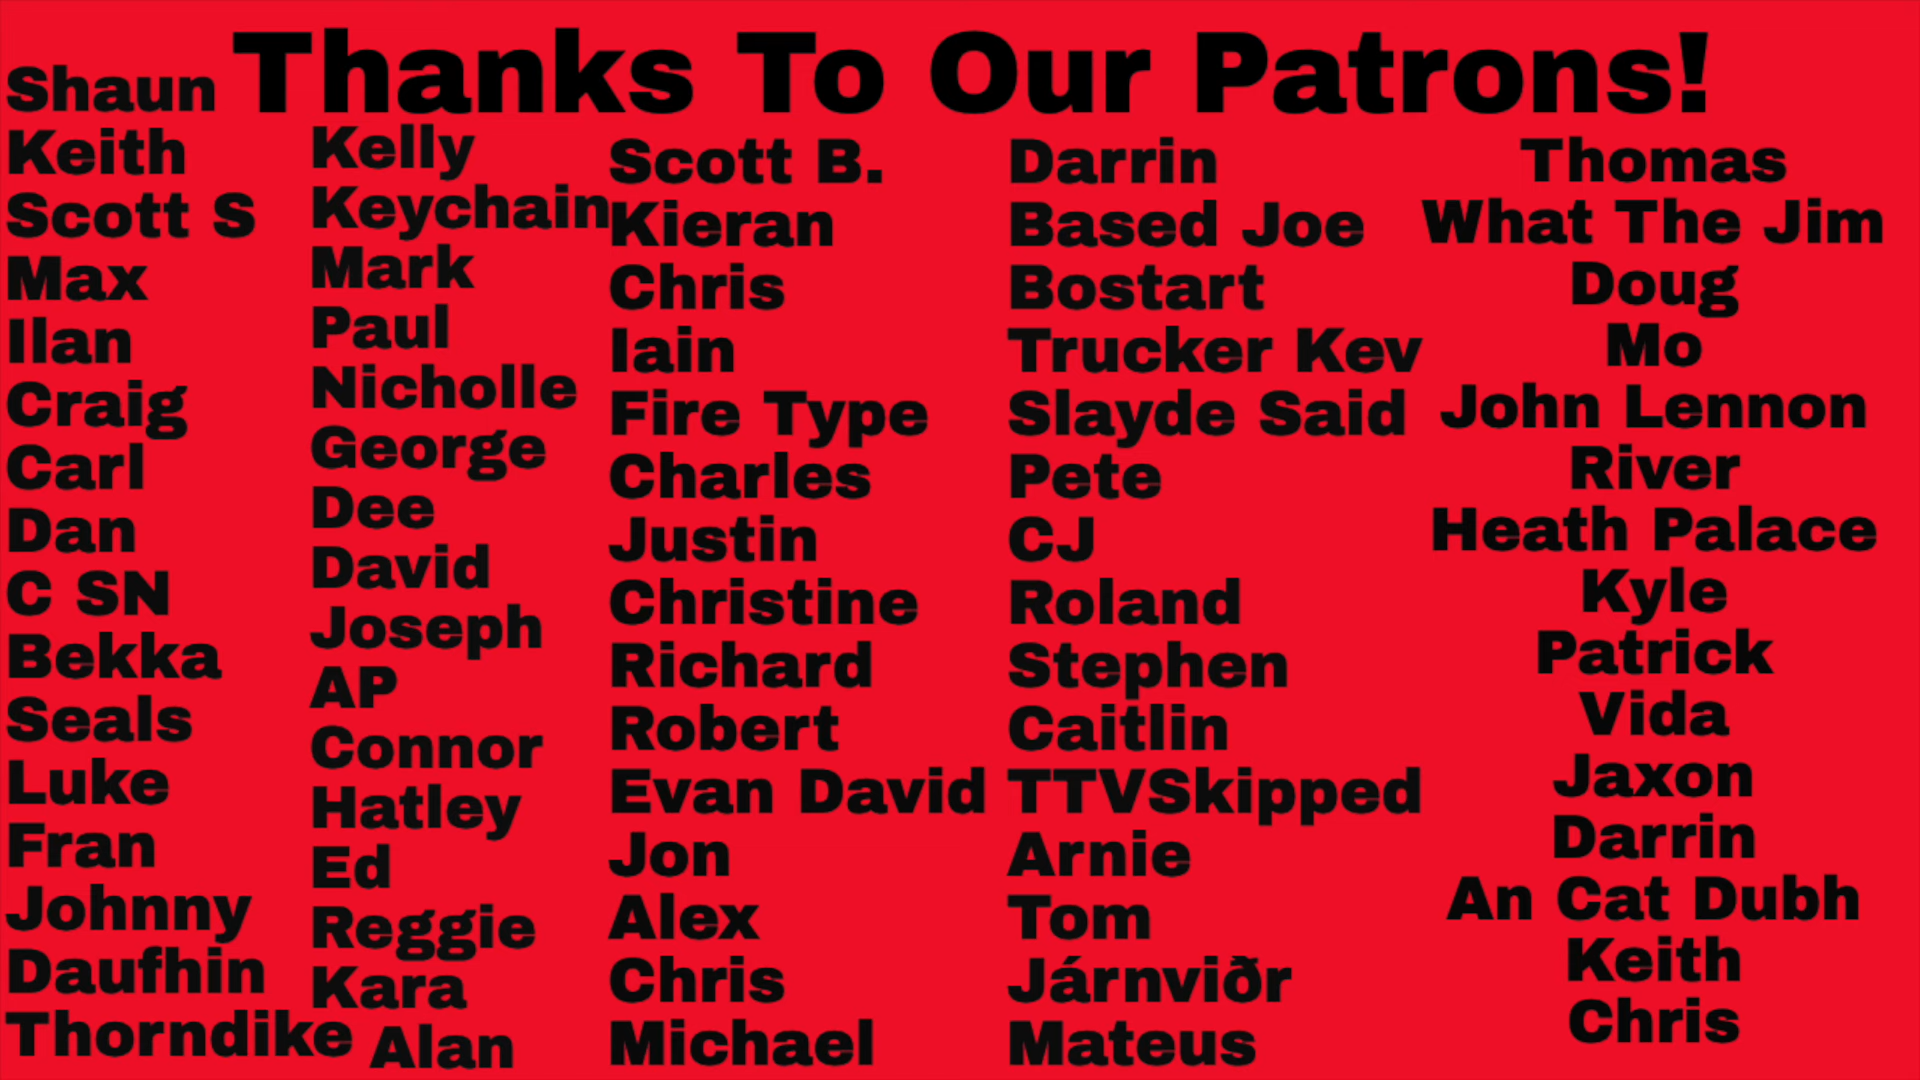 Thanks To Our Patrons!
Shaun
Keith
Scott S
Max
Ilan
Craig
Carl
Dan
C SN
Bekka
Seals
Luke
Fran
Johnny
Daufhin
Thorndike
Kelly
Keychain
Mark
Paul
Nicholle
George
Dee
David
Joseph
AP
Connor
Hatley
Ed
Reggie
Kara
Alan
Scott B.
Kieran
Chris
Iain
Fire Type
Charles
Justin
Christine
Richard
Robert
Evan David
Jon
Alex
Chris
Michael
Darrin
Based Joe
Bostart
Trucker Kev
Slayde Said
Pete
CJ
Roland
Stephen
Caitlin
TTVSkipped
Arnie
Tom
Járnviðr
Mateus
Thomas
What The Jim
Doug
Mo
John Lennon
River
Heath Palace
Kyle
Patrick
Vida
Jaxon
Darrin
An Cat Dubh
Keith
Chris